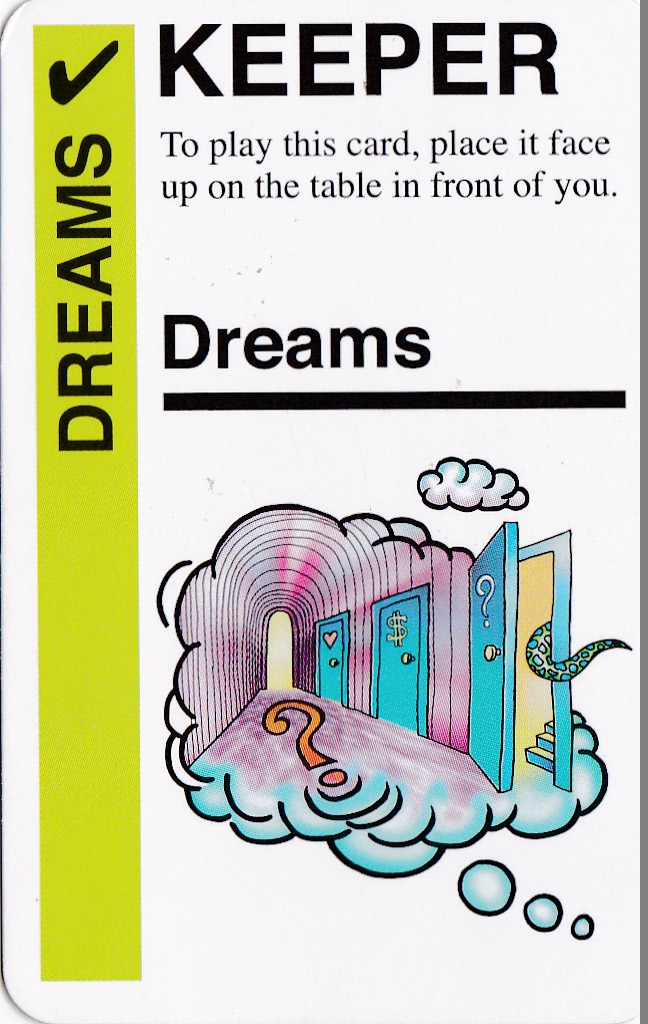 KEEPER
To play this card, place it face
up on the table in front of you.
DREAMS ✔
Dreams
$
?
?